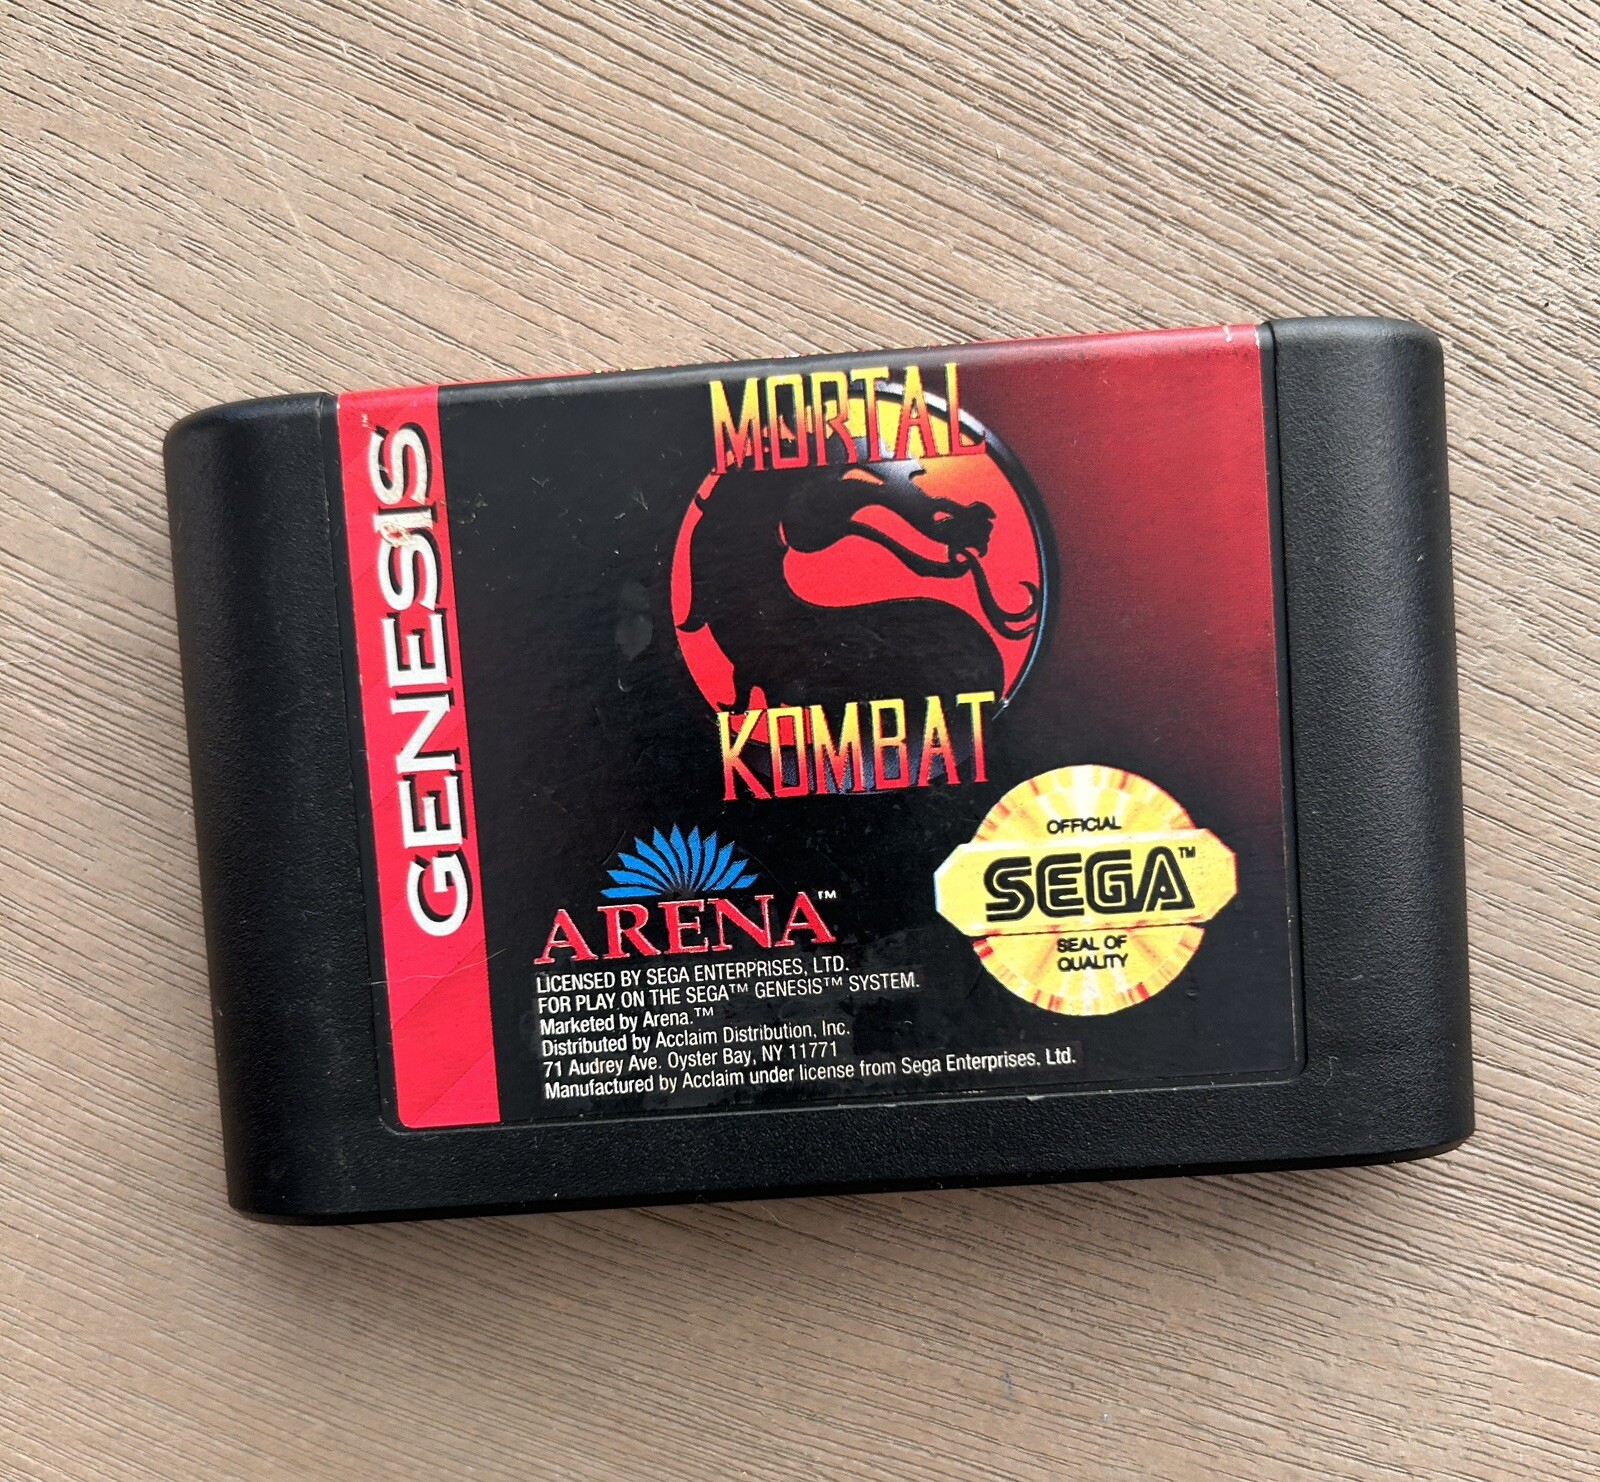 GENESIS™
MORTAL
KOMBAT
ARENA™
OFFICIAL
SEGA™
SEAL OF
QUALITY
LICENSED BY SEGA ENTERPRISES, LTD.
FOR PLAY ON THE SEGA™ GENESIS™ SYSTEM.
Marketed by Arena.™
Distributed by Acclaim Distribution, Inc.
71 Audrey Ave. Oyster Bay, NY 11771
Manufactured by Acclaim under license from Sega Enterprises, Ltd.